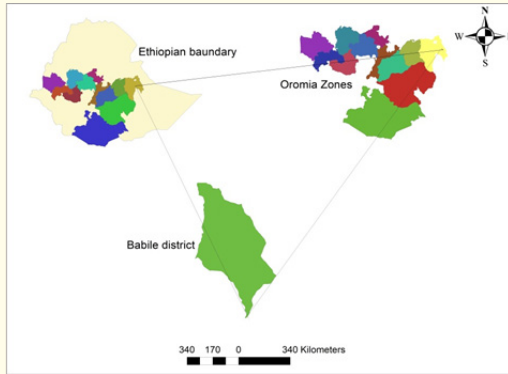 Ethiopian baundary
N
W
S
Oromia Zones
Babile district
340 170 0 340 Kilometers